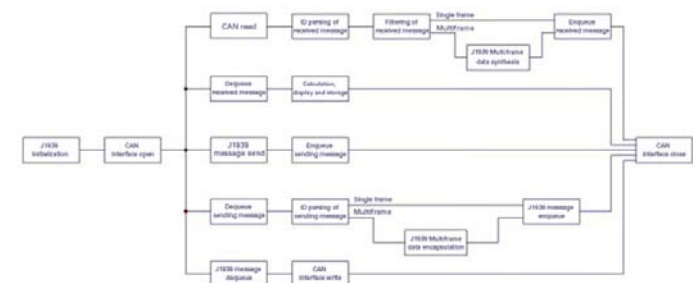 CAN read
ID parsing of
received message
Filtering of
received message
Single frame
Multiframe
J1939 Multiframe
data synthesis
Enqueue
received message
Dequeue
received message
Calculation,
display and storage
J1939
initialization
CAN
interface open
J1939
message send
Enqueue
sending message
CAN
interface close
Dequeue
sending message
ID parsing of
sending message
Single frame
Multiframe
J1939 Multiframe
data encapsulation
J1939 message
enqueue
J1939 message
dequeue
CAN
interface write